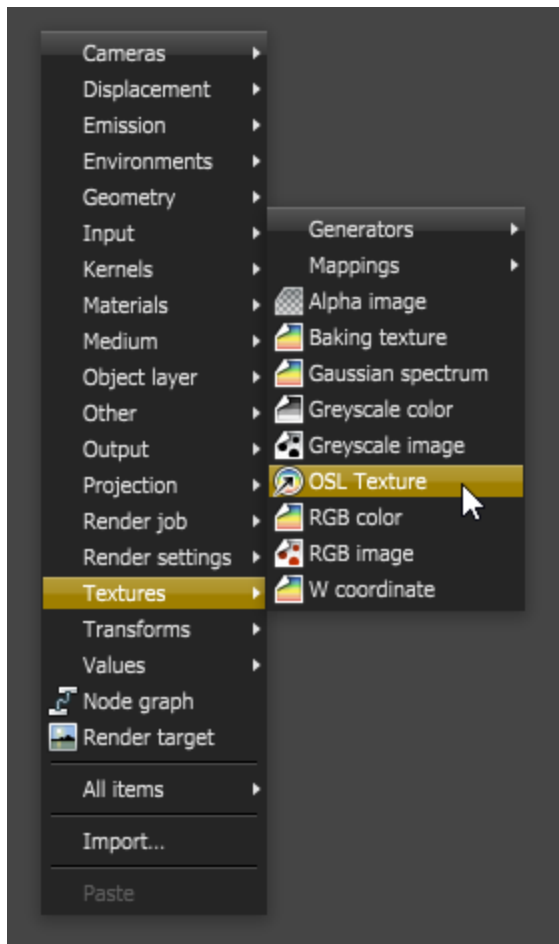 Cameras
Displacement
Emission
Environments
Geometry
Input
Kernels
Materials
Medium
Object layer
Other
Output
Projection
Render job
Render settings
Textures
Transforms
Values
Node graph
Render target
All items
Import...
Paste
Generators
Mappings
Alpha image
Baking texture
Gaussian spectrum
Greyscale color
Greyscale image
OSL Texture
RGB color
RGB image
W coordinate